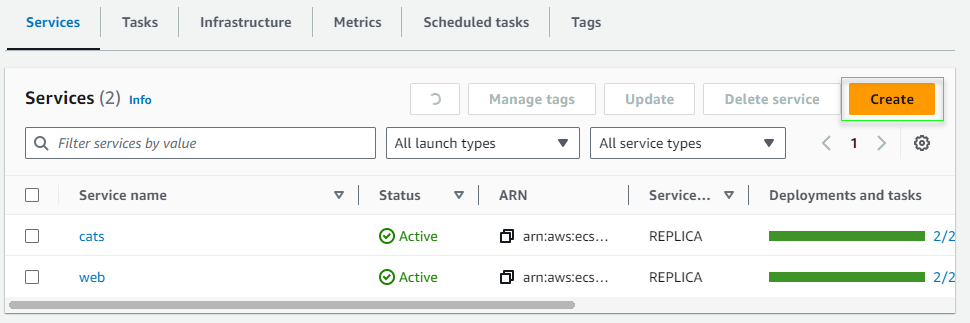 Services Tasks Infrastructure Metrics Scheduled tasks Tags
Services (2) Info Manage tags Update Delete service Create
Filter services by value All launch types All service types 1
Service name Status ARN Service... Deployments and tasks
cats Active arn:aws:ecs... REPLICA 2/2
web Active arn:aws:ecs... REPLICA 2/2